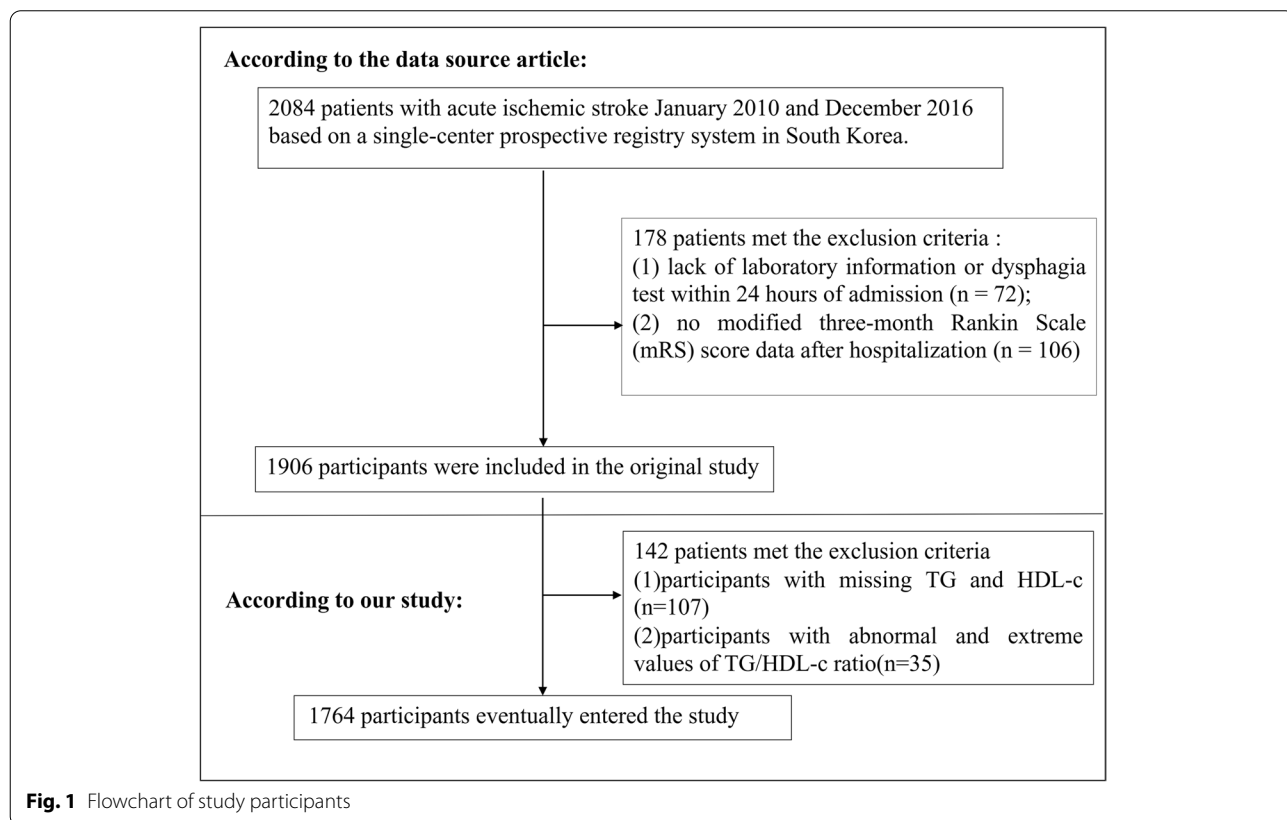 According to the data source article:
2084 patients with acute ischemic stroke January 2010 and December 2016
based on a single-center prospective registry system in South Korea.
178 patients met the exclusion criteria :
(1) lack of laboratory information or dysphagia
test within 24 hours of admission (n = 72);
(2) no modified three-month Rankin Scale
(mRS) score data after hospitalization (n = 106)
1906 participants were included in the original study
142 patients met the exclusion criteria
(1)participants with missing TG and HDL-c
(n=107)
(2)participants with abnormal and extreme
values of TG/HDL-c ratio(n=35)
According to our study:
1764 participants eventually entered the study
Fig. 1 Flowchart of study participants